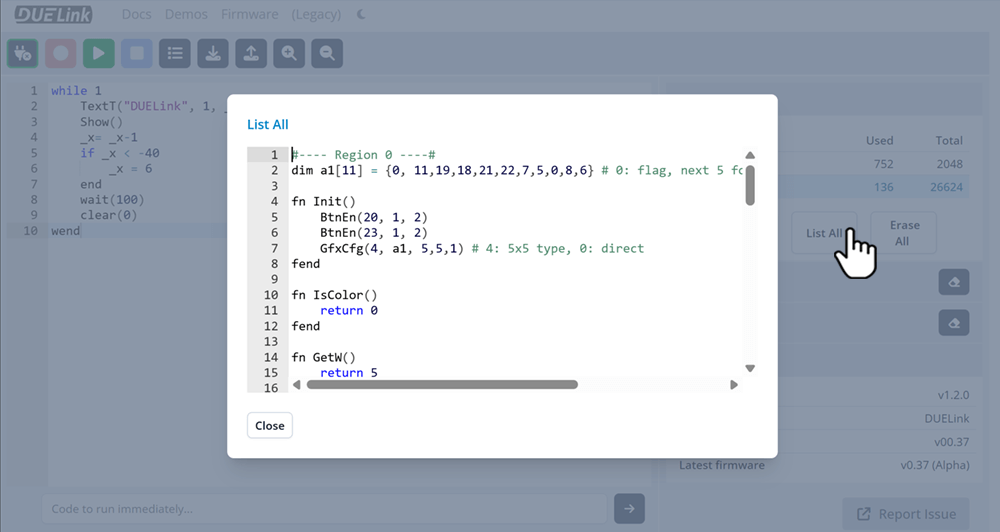 DUELink Docs Demos Firmware (Legacy)
1 while 1
2 TextT("DUELink", 1, _
3 Show()
4 _x= _x-1
5 if _x < -40
6 _x = 6
7 end
8 wait(100)
9 clear(0)
10 wend
List All
1 #---- Region 0 ----#
2 dim a1[11] = {0, 11,19,18,21,22,7,5,0,8,6} # 0: flag, next 5 fo
3
4 fn Init()
5 BtnEn(20, 1, 2)
6 BtnEn(23, 1, 2)
7 GfxCfg(4, a1, 5,5,1) # 4: 5x5 type, 0: direct
8 fend
9
10 fn IsColor()
11 return 0
12 fend
13
14 fn GetW()
15 return 5
16
Close
Used Total
752 2048
136 26624
List All
Erase
All
v1.2.0
DUELink
v00.37
Latest firmware v0.37 (Alpha)
Code to run immediately...
Report Issue